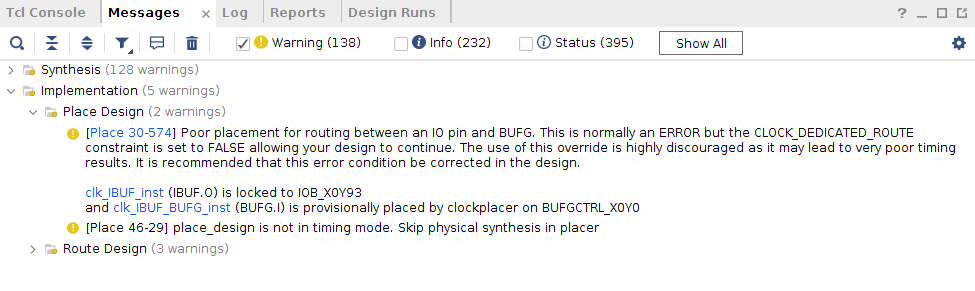 Tcl Console Messages × Log Reports Design Runs ? _
Warning (138) Info (232) Status (395) Show All
Synthesis (128 warnings)
Implementation (5 warnings)
Place Design (2 warnings)
[Place 30-574] Poor placement for routing between an IO pin and BUFG. This is normally an ERROR but the CLOCK_DEDICATED_ROUTE
constraint is set to FALSE allowing your design to continue. The use of this override is highly discouraged as it may lead to very poor timing
results. It is recommended that this error condition be corrected in the design.
clk_IBUF_inst (IBUF.O) is locked to IOB_X0Y93
and clk_IBUF_BUFG_inst (BUFG.I) is provisionally placed by clockplacer on BUFGCTRL_X0Y0
[Place 46-29] place_design is not in timing mode. Skip physical synthesis in placer
Route Design (3 warnings)